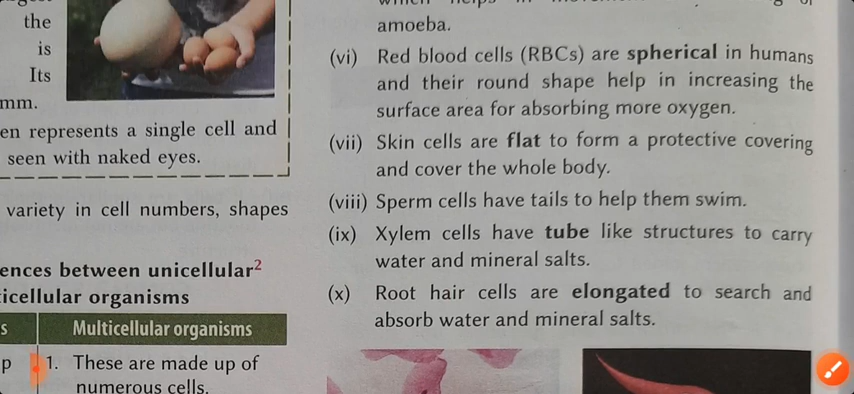 the
is
Its
mm.
en represents a single cell and
seen with naked eyes.
variety in cell numbers, shapes
ences between unicellular²
icellular organisms
s Multicellular organisms
p 1. These are made up of
numerous cells.
amoeba.
(vi) Red blood cells (RBCs) are spherical in humans
and their round shape help in increasing the
surface area for absorbing more oxygen.
(vii) Skin cells are flat to form a protective covering
and cover the whole body.
(viii) Sperm cells have tails to help them swim.
(ix) Xylem cells have tube like structures to carry
water and mineral salts.
(x) Root hair cells are elongated to search and
absorb water and mineral salts.